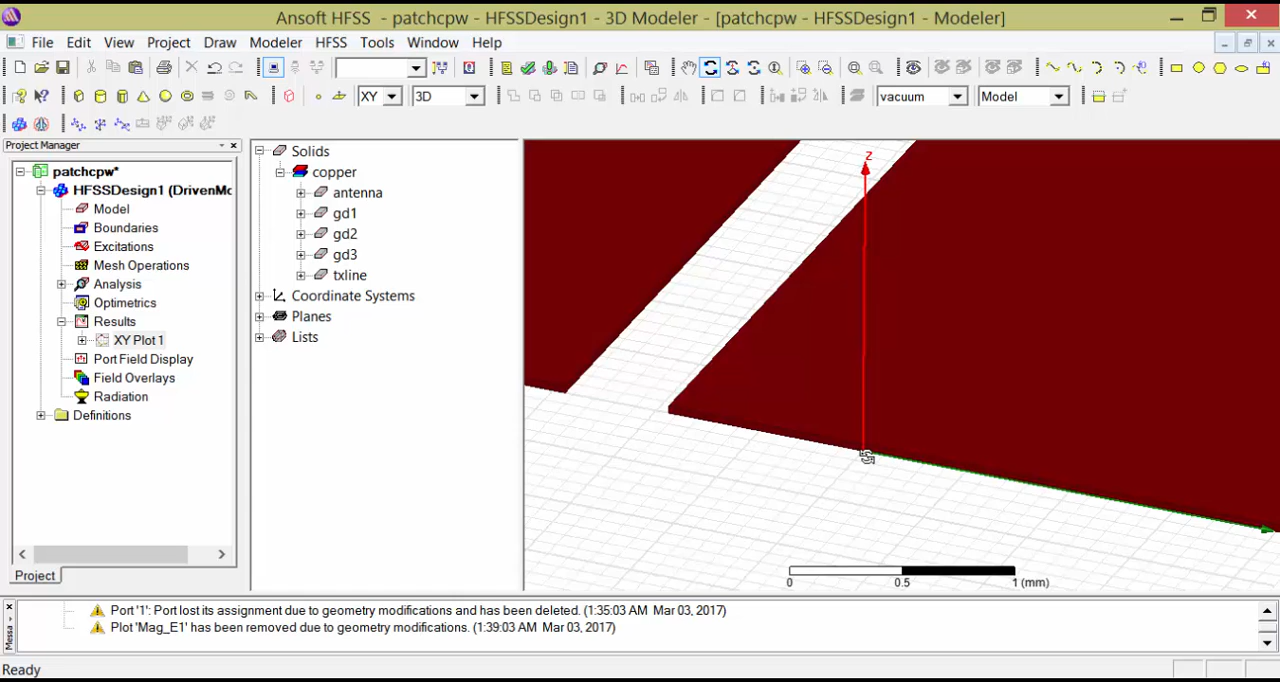 Ansoft HFSS - patchcpw - HFSSDesign1 - 3D Modeler - [patchcpw - HFSSDesign1 - Modeler]
File Edit View Project Draw Modeler HFSS Tools Window Help
XY 3D vacuum Model
Project Manager
patchcpw*
HFSSDesign1 (DrivenMo
Model
Boundaries
Excitations
Mesh Operations
Analysis
Optimetrics
Results
XY Plot 1
Port Field Display
Field Overlays
Radiation
Definitions
Project
Solids
copper
antenna
gd1
gd2
gd3
txline
Coordinate Systems
Planes
Lists
Z
0 0.5 1 (mm)
Messa
Port '1': Port lost its assignment due to geometry modifications and has been deleted. (1:35:03 AM Mar 03, 2017)
Plot 'Mag_E1' has been removed due to geometry modifications. (1:39:03 AM Mar 03, 2017)
Ready